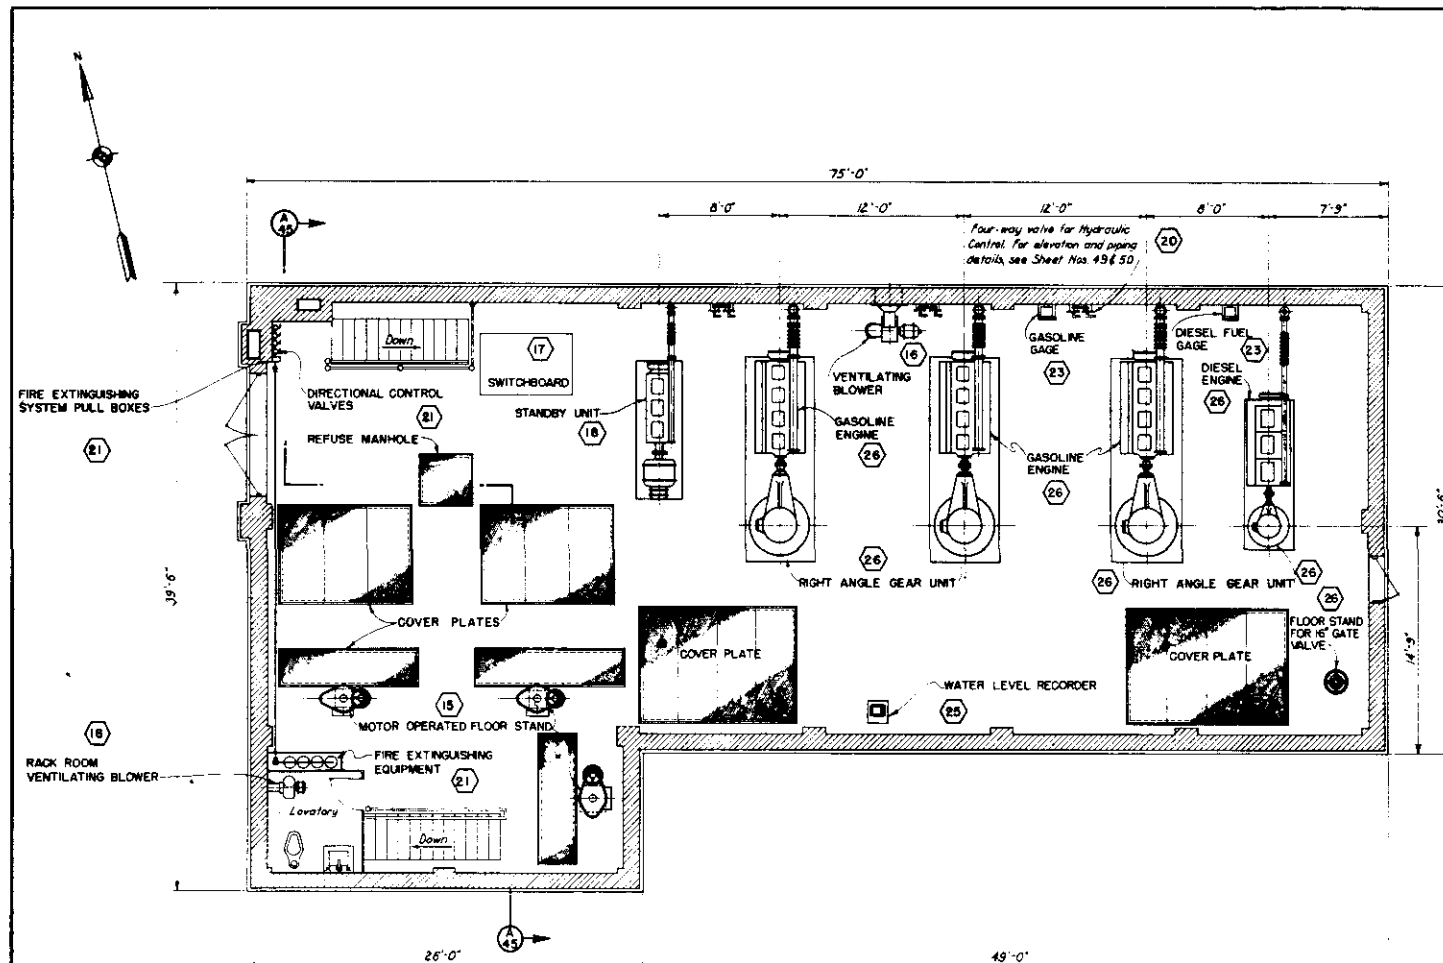 N
75'-0"
8'-0"
12'-0"
12'-0"
8'-0"
7'-9"
A
45
Four-way valve for Hydraulic
Control. For elevation and piping
details, see Sheet Nos. 49 & 50
20
Down
17
SWITCHBOARD
16
VENTILATING
BLOWER
GASOLINE
GAGE
23
DIESEL FUEL
GAGE
23
DIESEL
ENGINE
26
FIRE EXTINGUISHING
SYSTEM PULL BOXES
21
DIRECTIONAL CONTROL
VALVES
21
REFUSE MANHOLE
STANDBY UNIT
18
GASOLINE
ENGINE
26
GASOLINE
ENGINE
26
39'-6"
26
RIGHT ANGLE GEAR UNIT
26
RIGHT ANGLE GEAR UNIT
26
26
FLOOR STAND
FOR 16" GATE
VALVE
14'-9"
COVER PLATES
COVER PLATE
COVER PLATE
15
MOTOR OPERATED FLOOR STAND
WATER LEVEL RECORDER
25
16
RACK ROOM
VENTILATING BLOWER
FIRE EXTINGUISHING
EQUIPMENT
21
Lavatory
Down
A
45
26'-0"
49'-0"